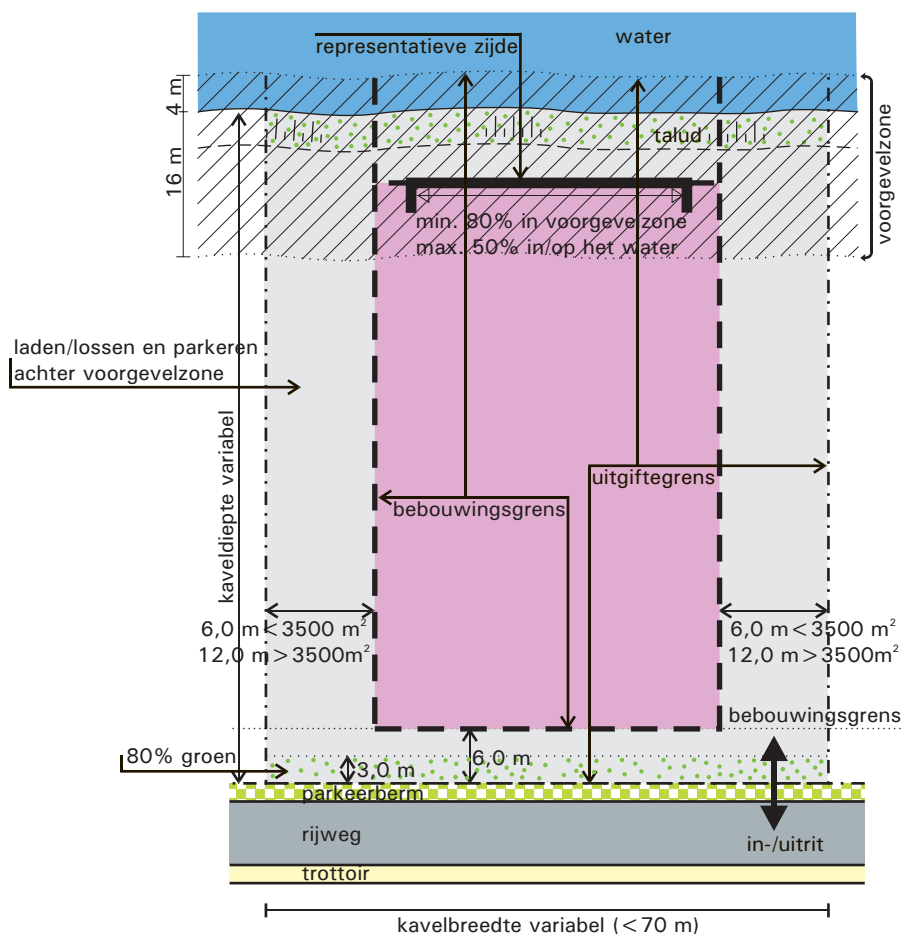 water
representatieve zijde
4 m
talud
voorgevelzone
16 m
min. 80% in voorgevelzone
max. 50% in/op het water
laden/lossen en parkeren
achter voorgevelzone
kaveldiepte variabel
uitgiftegrens
bebouwingsgrens
6,0 m<3500 m²
12,0 m>3500m²
6,0 m<3500 m²
12,0 m>3500m²
bebouwingsgrens
80% groen
6,0 m
3,0 m
parkeerberm
rijweg
in-/uitrit
trottoir
kavelbreedte variabel (<70 m)